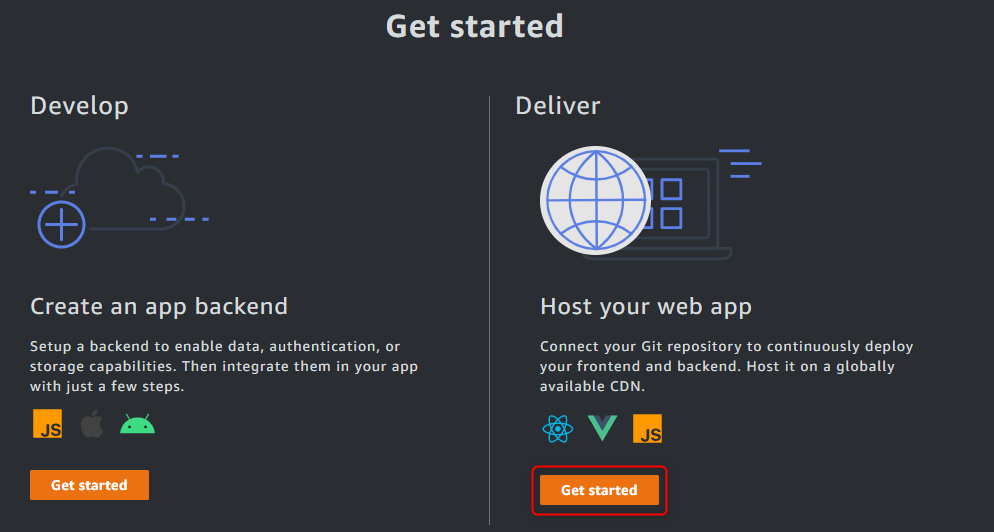 Get started
Develop
Create an app backend
Setup a backend to enable data, authentication, or
storage capabilities. Then integrate them in your app
with just a few steps.
JS
Get started
Deliver
Host your web app
Connect your Git repository to continuously deploy
your frontend and backend. Host it on a globally
available CDN.
JS
Get started